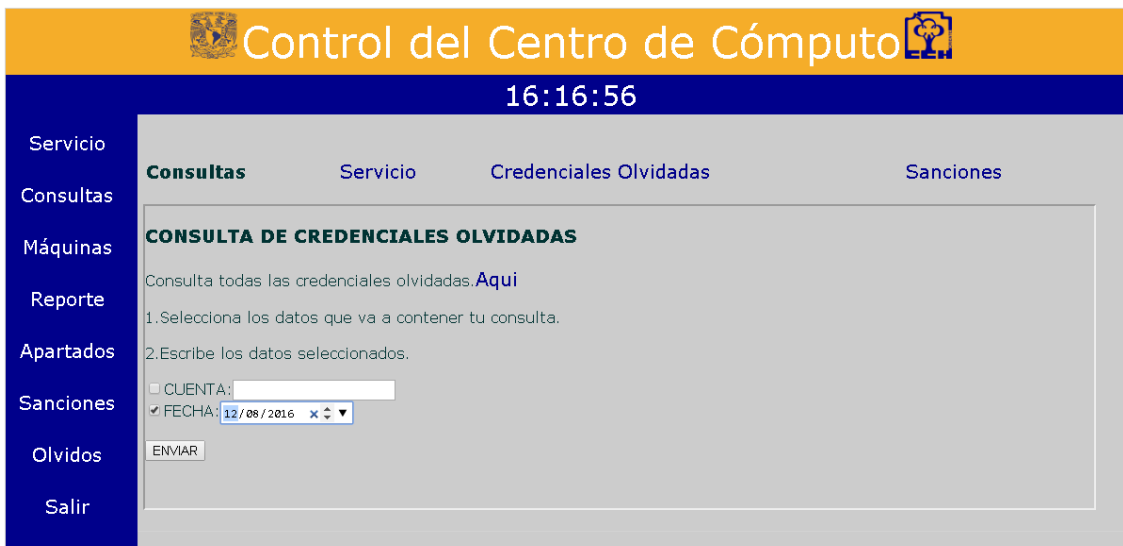 Control del Centro de Cómputo
CCH
16:16:56
Servicio
Consultas
Máquinas
Reporte
Apartados
Sanciones
Olvidos
Salir
Consultas Servicio Credenciales Olvidadas Sanciones
CONSULTA DE CREDENCIALES OLVIDADAS
Consulta todas las credenciales olvidadas.Aqui
1.Selecciona los datos que va a contener tu consulta.
2.Escribe los datos seleccionados.
CUENTA:
FECHA: 12/08/2016
ENVIAR